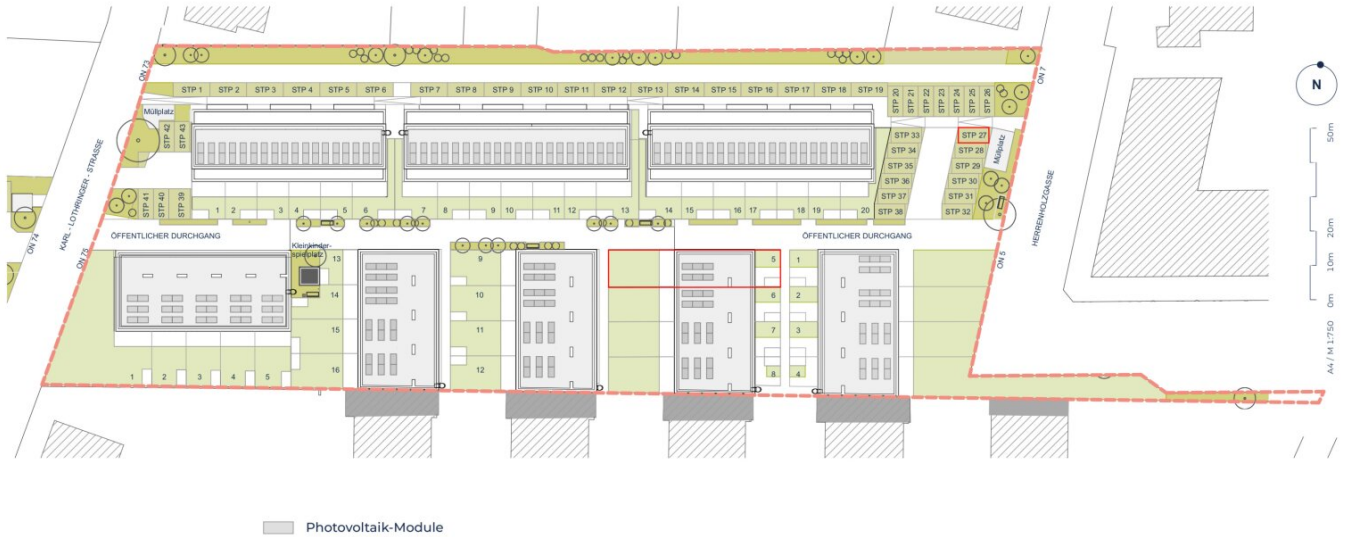 ON 73
ON 7
STP 1 STP 2 STP 3 STP 4 STP 5 STP 6 STP 7 STP 8 STP 9 STP 10 STP 11 STP 12 STP 13 STP 14 STP 15 STP 16 STP 17 STP 18 STP 19 STP 20 STP 21 STP 22 STP 23 STP 24 STP 25 STP 26
N
Müllplatz
STP 42 STP 43
STP 33 STP 27
STP 34 STP 28
STP 35 STP 29
STP 36 STP 30
STP 37 STP 31
STP 38 STP 32
Müllplatz
KARL - LOTHRINGER - STRASSE
HERRENHOLZGASSE
STP 41 STP 40 STP 39
1 2 3 4 5 6 7 8 9 10 11 12 13 14 15 16 17 18 19 20
ON 74
ON 75
ÖFFENTLICHER DURCHGANG
ÖFFENTLICHER DURCHGANG
ON 5
Kleinkinder-
spielplatz
13 9 5 1
14 10 6 2
15 11 7 3
16 12 8 4
1 2 3 4 5
50m
20m
10m
0m
A4 / M 1:750
Photovoltaik-Module